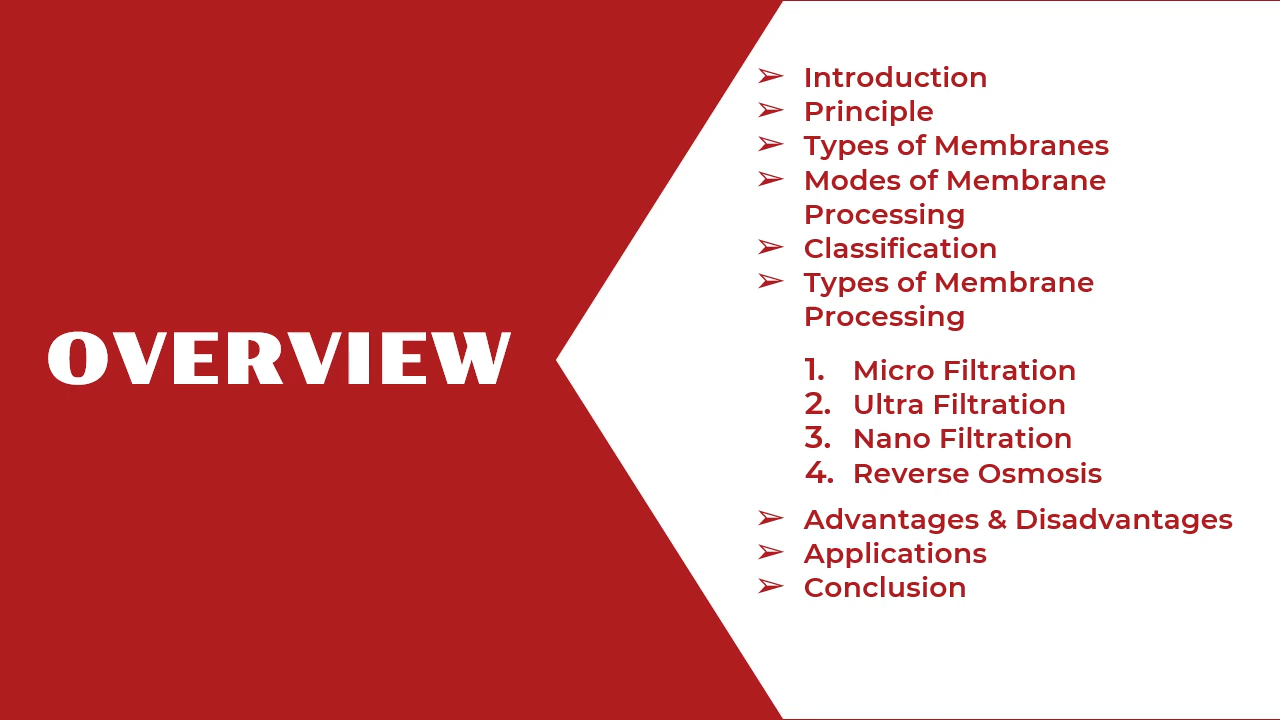 OVERVIEW
➢ Introduction
➢ Principle
➢ Types of Membranes
➢ Modes of Membrane
Processing
➢ Classification
➢ Types of Membrane
Processing
1. Micro Filtration
2. Ultra Filtration
3. Nano Filtration
4. Reverse Osmosis
➢ Advantages & Disadvantages
➢ Applications
➢ Conclusion